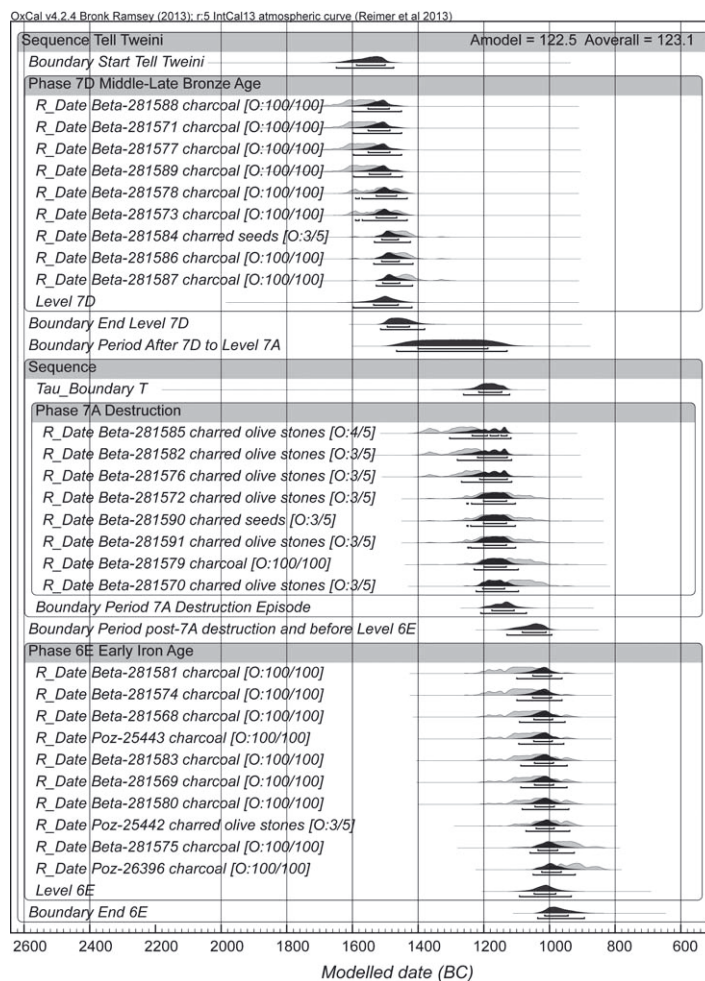 OxCal v4.2.4 Bronk Ramsey (2013); r:5 IntCal13 atmospheric curve (Reimer et al 2013)
Sequence Tell Tweini Amodel = 122.5 Aoverall = 123.1
Boundary Start Tell Tweini
Phase 7D Middle-Late Bronze Age
R_Date Beta-281588 charcoal [O:100/100]
R_Date Beta-281571 charcoal [O:100/100]
R_Date Beta-281577 charcoal [O:100/100]
R_Date Beta-281589 charcoal [O:100/100]
R_Date Beta-281578 charcoal [O:100/100]
R_Date Beta-281573 charcoal [O:100/100]
R_Date Beta-281584 charred seeds [O:3/5]
R_Date Beta-281586 charcoal [O:100/100]
R_Date Beta-281587 charcoal [O:100/100]
Level 7D
Boundary End Level 7D
Boundary Period After 7D to Level 7A
Sequence
Tau_Boundary T
Phase 7A Destruction
R_Date Beta-281585 charred olive stones [O:4/5]
R_Date Beta-281582 charred olive stones [O:3/5]
R_Date Beta-281576 charred olive stones [O:3/5]
R_Date Beta-281572 charred olive stones [O:3/5]
R_Date Beta-281590 charred seeds [O:3/5]
R_Date Beta-281591 charred olive stones [O:3/5]
R_Date Beta-281579 charcoal [O:100/100]
R_Date Beta-281570 charred olive stones [O:3/5]
Boundary Period 7A Destruction Episode
Boundary Period post-7A destruction and before Level 6E
Phase 6E Early Iron Age
R_Date Beta-281581 charcoal [O:100/100]
R_Date Beta-281574 charcoal [O:100/100]
R_Date Beta-281568 charcoal [O:100/100]
R_Date Poz-25443 charcoal [O:100/100]
R_Date Beta-281583 charcoal [O:100/100]
R_Date Beta-281569 charcoal [O:100/100]
R_Date Beta-281580 charcoal [O:100/100]
R_Date Poz-25442 charred olive stones [O:3/5]
R_Date Beta-281575 charcoal [O:100/100]
R_Date Poz-26396 charcoal [O:100/100]
Level 6E
Boundary End 6E
2600 2400 2200 2000 1800 1600 1400 1200 1000 800 600
Modelled date (BC)